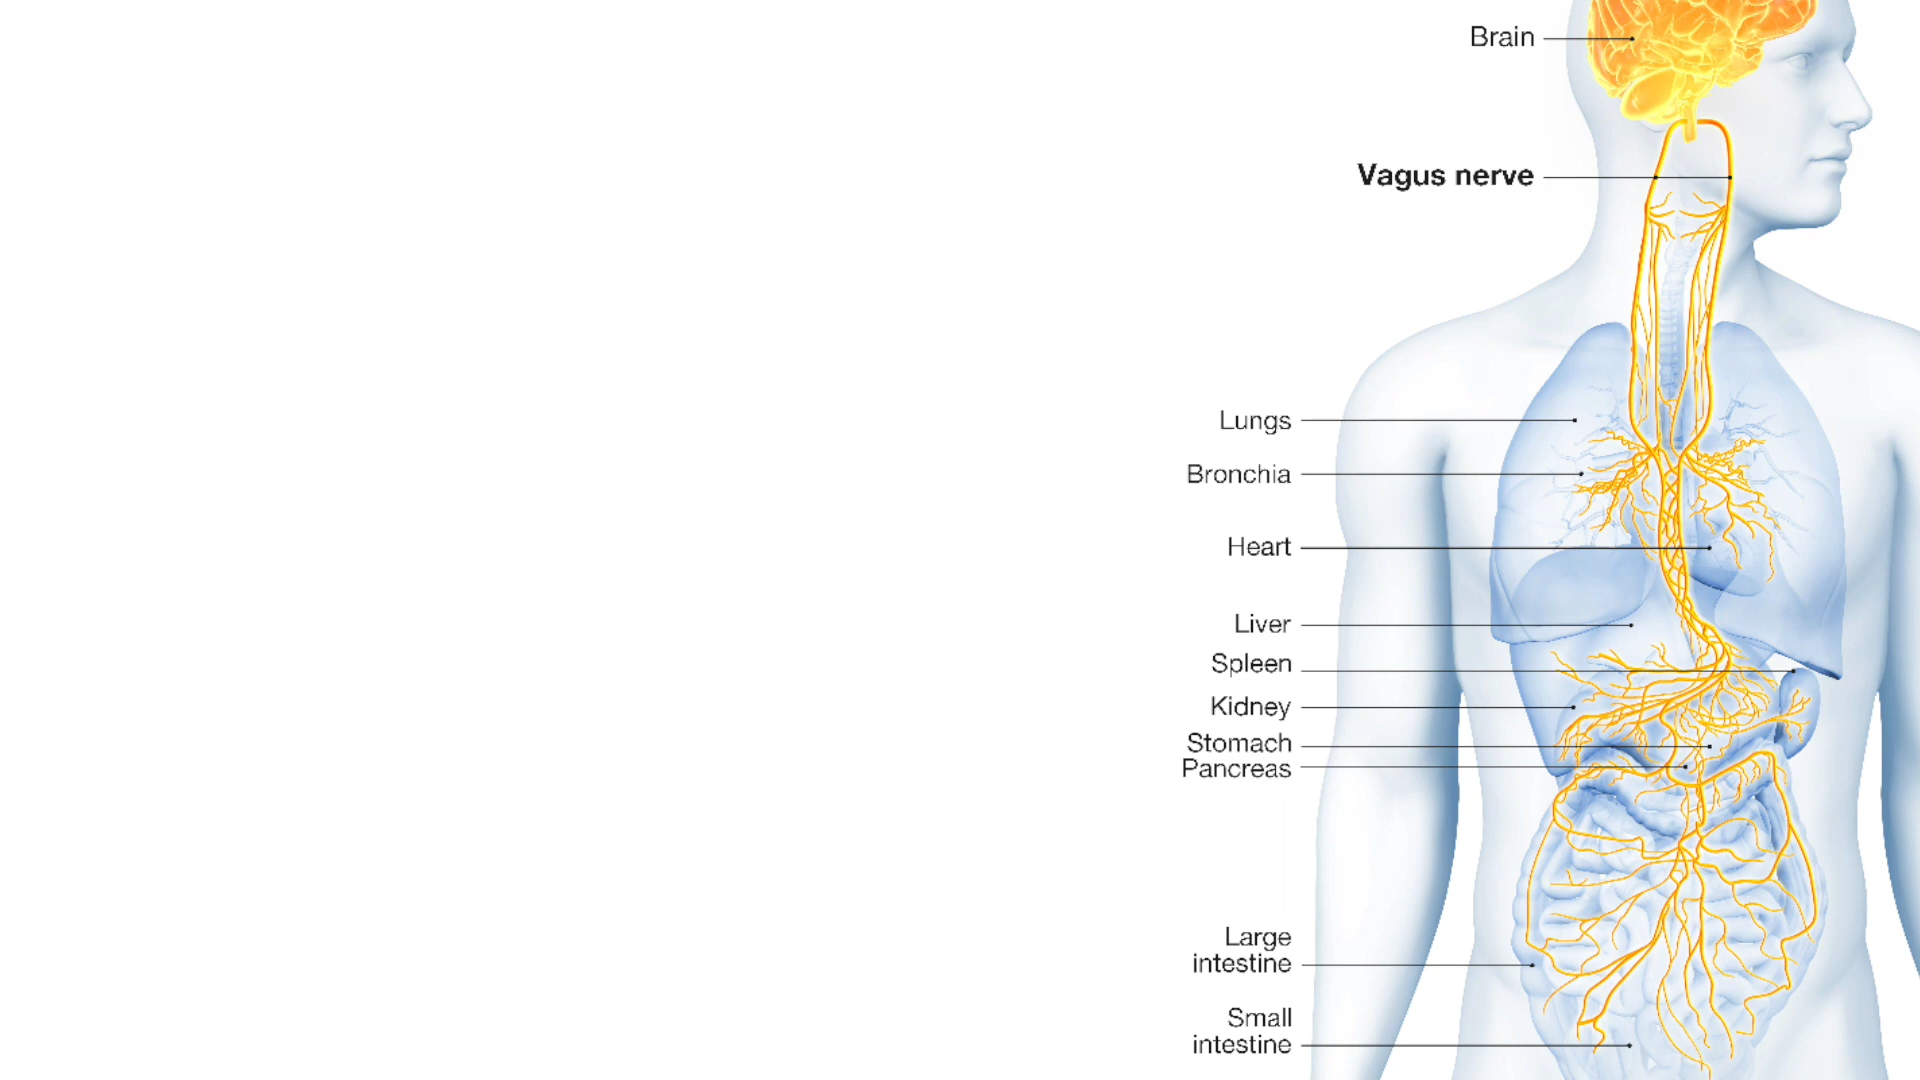 Brain
Vagus nerve
Lungs
Bronchia
Heart
Liver
Spleen
Kidney
Stomach
Pancreas
Large
intestine
Small
intestine